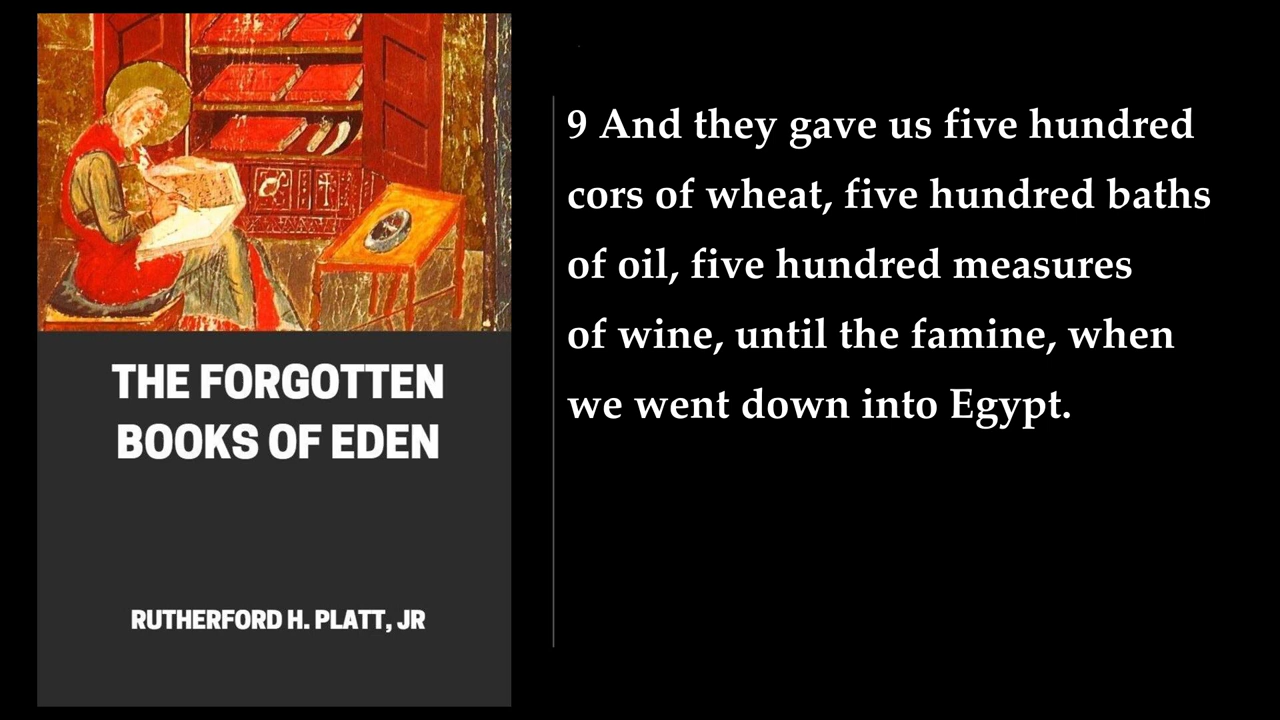 THE FORGOTTEN
BOOKS OF EDEN
RUTHERFORD H. PLATT, JR
9 And they gave us five hundred
cors of wheat, five hundred baths
of oil, five hundred measures
of wine, until the famine, when
we went down into Egypt.